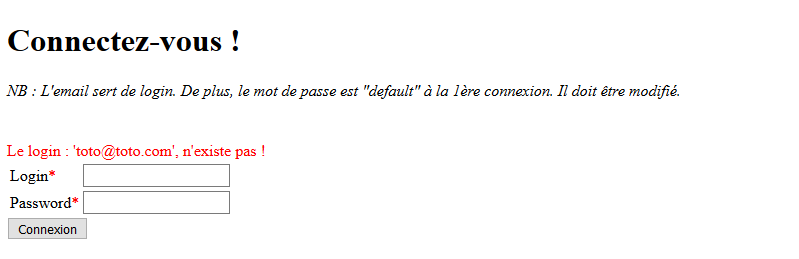 Connectez-vous !
NB : L'email sert de login. De plus, le mot de passe est "default" à la 1ère connexion. Il doit être modifié.
Le login : 'toto@toto.com', n'existe pas !
Login*
Password*
Connexion